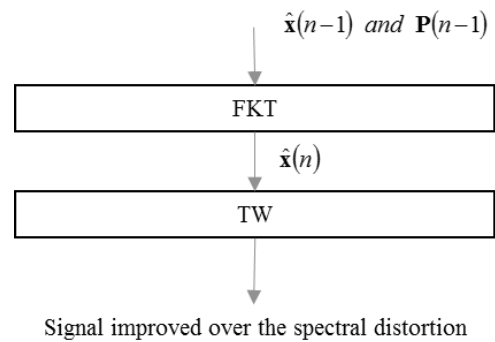 x̂(n−1) and P(n−1)
FKT
x̂(n)
TW
Signal improved over the spectral distortion